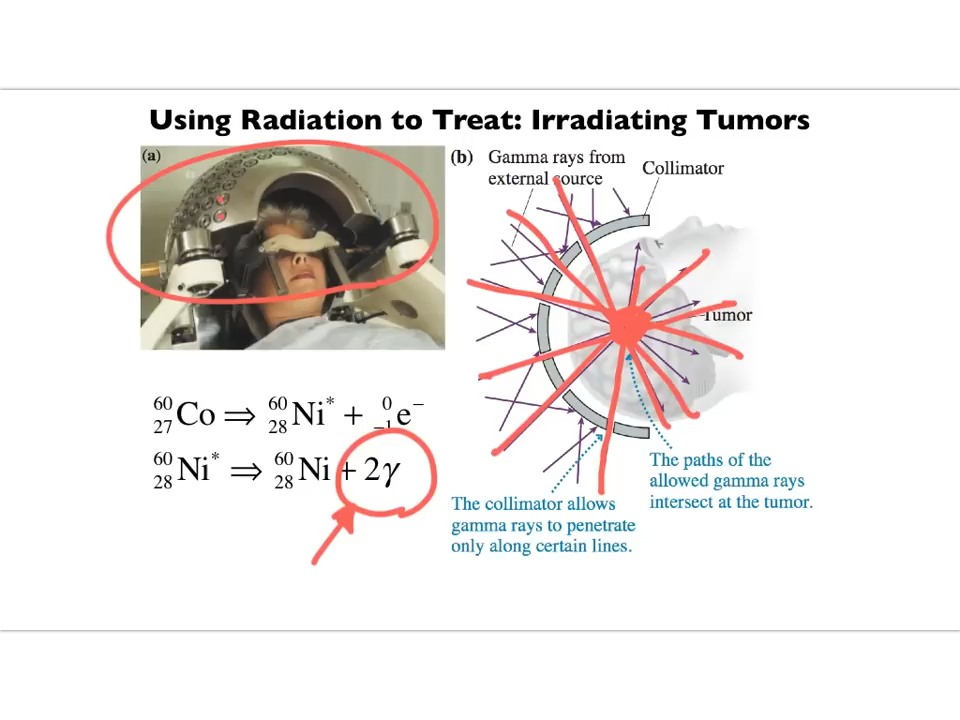 Using Radiation to Treat: Irradiating Tumors
(a)
(b) Gamma rays from
external source
Collimator
Tumor
⁶⁰₂₇Co ⇒ ⁶⁰₂₈Ni* + ⁰₋₁e⁻
⁶⁰₂₈Ni* ⇒ ⁶⁰₂₈Ni + 2γ
The collimator allows
gamma rays to penetrate
only along certain lines.
The paths of the
allowed gamma rays
intersect at the tumor.